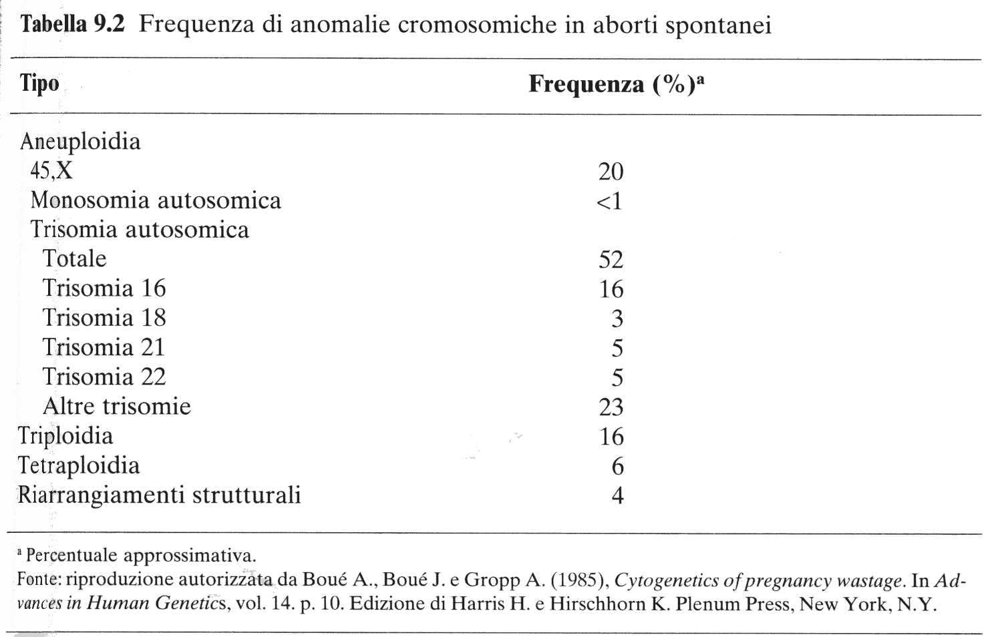 Tabella 9.2 Frequenza di anomalie cromosomiche in aborti spontanei
Tipo Frequenza (%)ª
Aneuploidia
45,X 20
Monosomia autosomica <1
Trisomia autosomica
Totale 52
Trisomia 16 16
Trisomia 18 3
Trisomia 21 5
Trisomia 22 5
Altre trisomie 23
Triploidia 16
Tetraploidia 6
Riarrangiamenti strutturali 4
ª Percentuale approssimativa.
Fonte: riproduzione autorizzata da Boué A., Boué J. e Gropp A. (1985), Cytogenetics of pregnancy wastage. In Ad-
vances in Human Genetics, vol. 14. p. 10. Edizione di Harris H. e Hirschhorn K. Plenum Press, New York, N.Y.